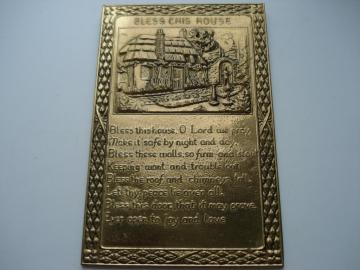 BLESS THIS HOUSE
Bless this house, O Lord we pray,
Make it safe by night and day,
Bless these walls, so firm and stout
Keeping want and trouble out.
Bless the roof and chimneys tall,
Let thy peace lie over all.
Bless this door, that it may prove
Ever open to joy and love